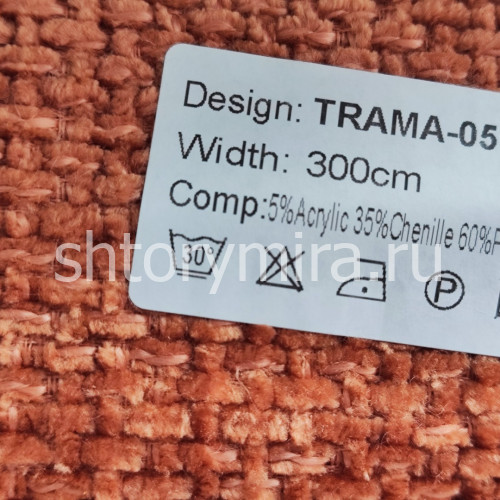 Design: TRAMA-05
Width: 300cm
Comp:5%Acrylic 35%Chenille 60%P
30° P
shtorymira.ru